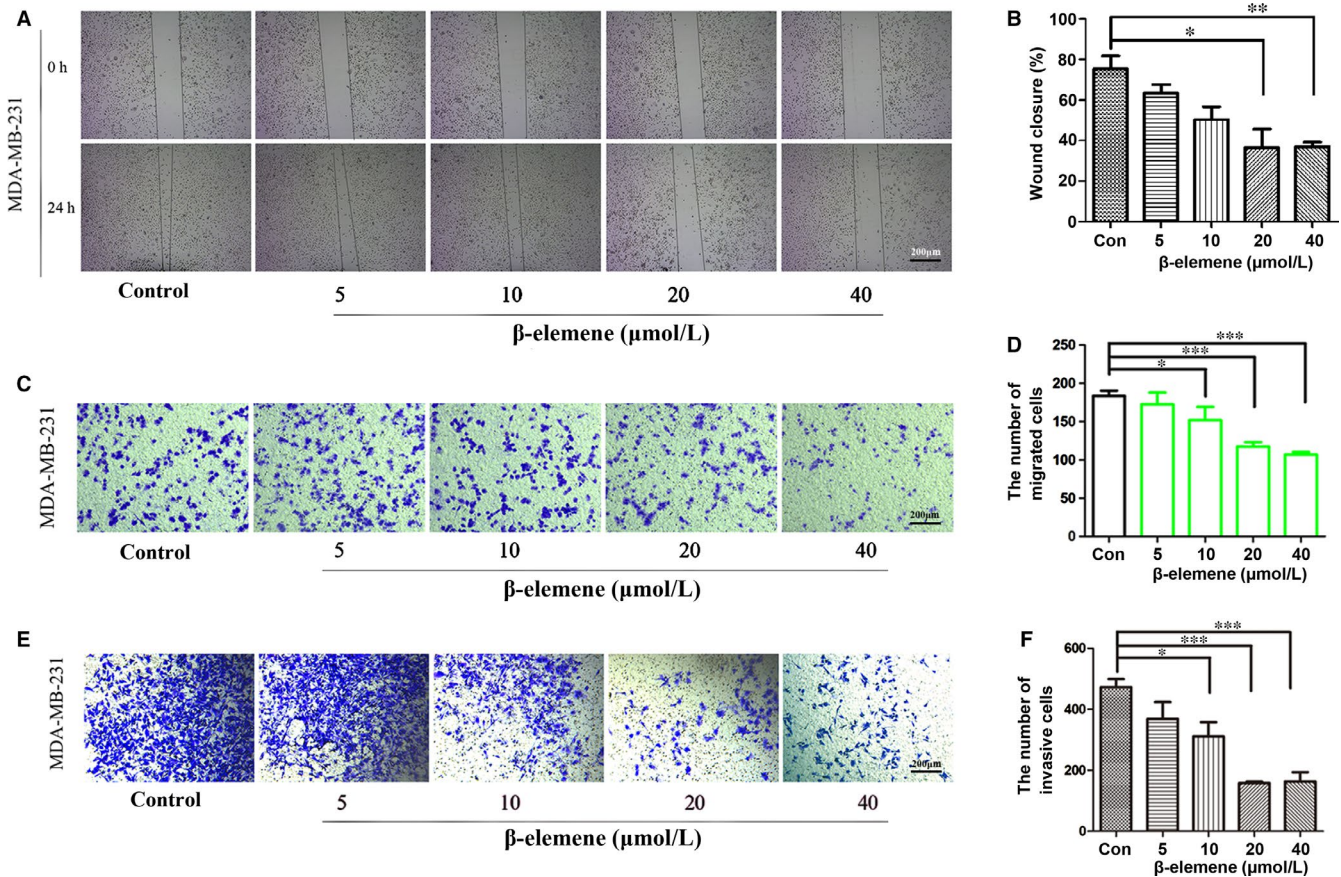 A
MDA-MB-231
0 h
24 h
200μm
Control
5 10 20 40
β-elemene (μmol/L)
B
Wound closure (%)
100
80
60
40
20
0
*
**
Con 5 10 20 40
β-elemene (μmol/L)
C
MDA-MB-231
200μm
Control
5 10 20 40
β-elemene (μmol/L)
D
The number of
migrated cells
250
200
150
100
50
0
***
***
*
Con 5 10 20 40
β-elemene (μmol/L)
E
MDA-MB-231
200μm
Control
5 10 20 40
β-elemene (μmol/L)
F
The number of
invasive cells
600
400
200
0
***
***
*
Con 5 10 20 40
β-elemene (μmol/L)